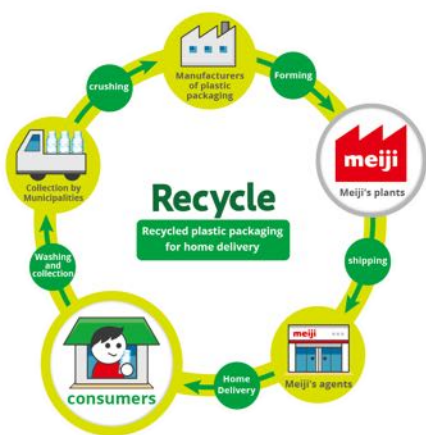 Manufacturers
of plastic
packaging
Forming
meiji
Meiji's plants
shipping
meiji
Meiji's agents
Home
Delivery
consumers
Washing
and
collection
Collection by
Municipalities
crushing
Recycle
Recycled plastic packaging
for home delivery